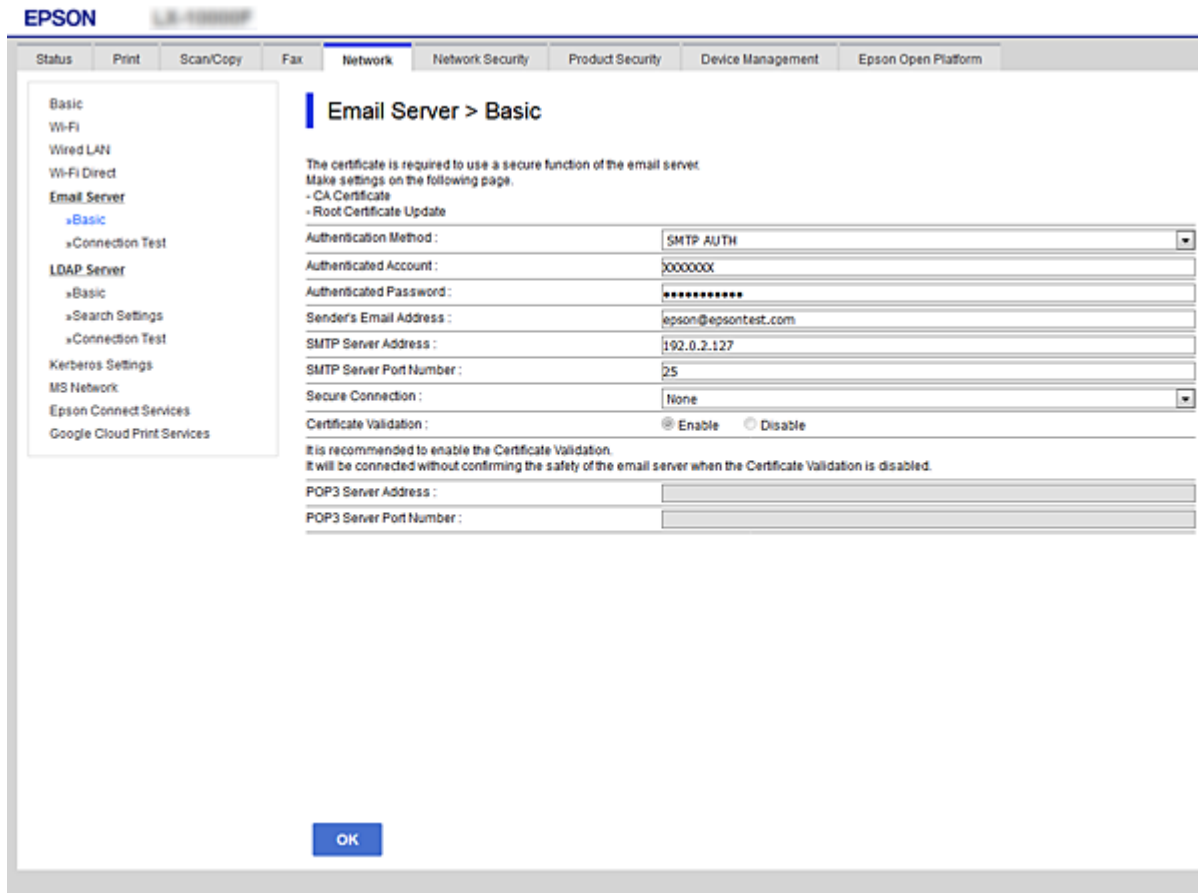 EPSON
Status Print Scan/Copy Fax Network Network Security Product Security Device Management Epson Open Platform
Basic
Wi-Fi
Wired LAN
Wi-Fi Direct
Email Server
»Basic
»Connection Test
LDAP Server
»Basic
»Search Settings
»Connection Test
Kerberos Settings
MS Network
Epson Connect Services
Google Cloud Print Services
Email Server > Basic
The certificate is required to use a secure function of the email server.
Make settings on the following page.
- CA Certificate
- Root Certificate Update
Authentication Method : SMTP AUTH
Authenticated Account : XXXXXXX
Authenticated Password : •••••••••••
Sender's Email Address : epson@epsontest.com
SMTP Server Address : 192.0.2.127
SMTP Server Port Number : 25
Secure Connection : None
Certificate Validation : Enable Disable
It is recommended to enable the Certificate Validation.
It will be connected without confirming the safety of the email server when the Certificate Validation is disabled.
POP3 Server Address :
POP3 Server Port Number :
OK